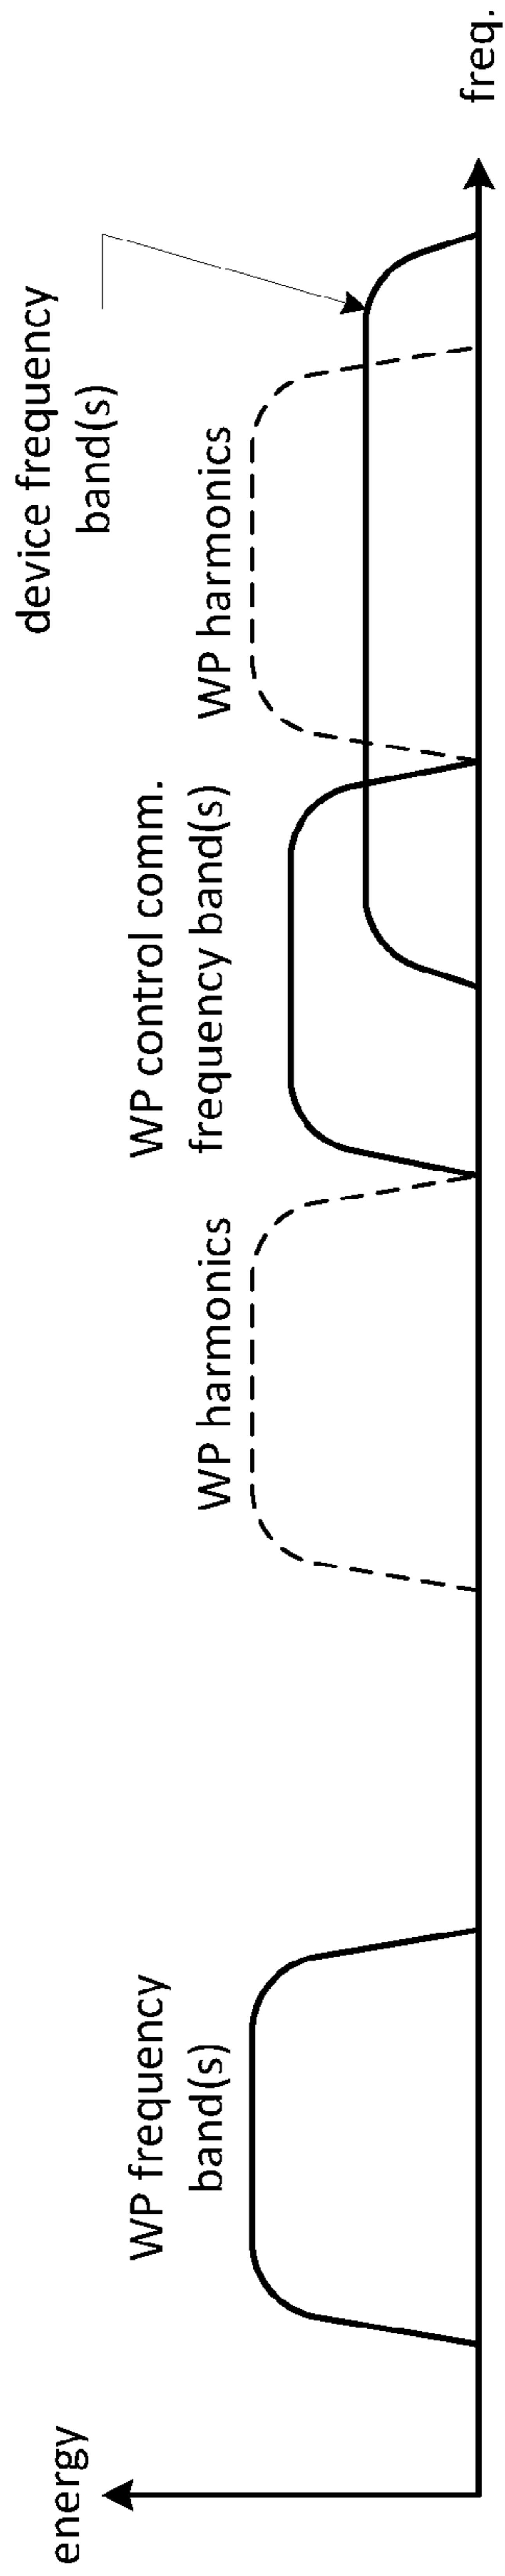 energy
WP frequency
band(s)
WP harmonics
WP control comm.
frequency band(s)
WP harmonics
device frequency
band(s)
freq.